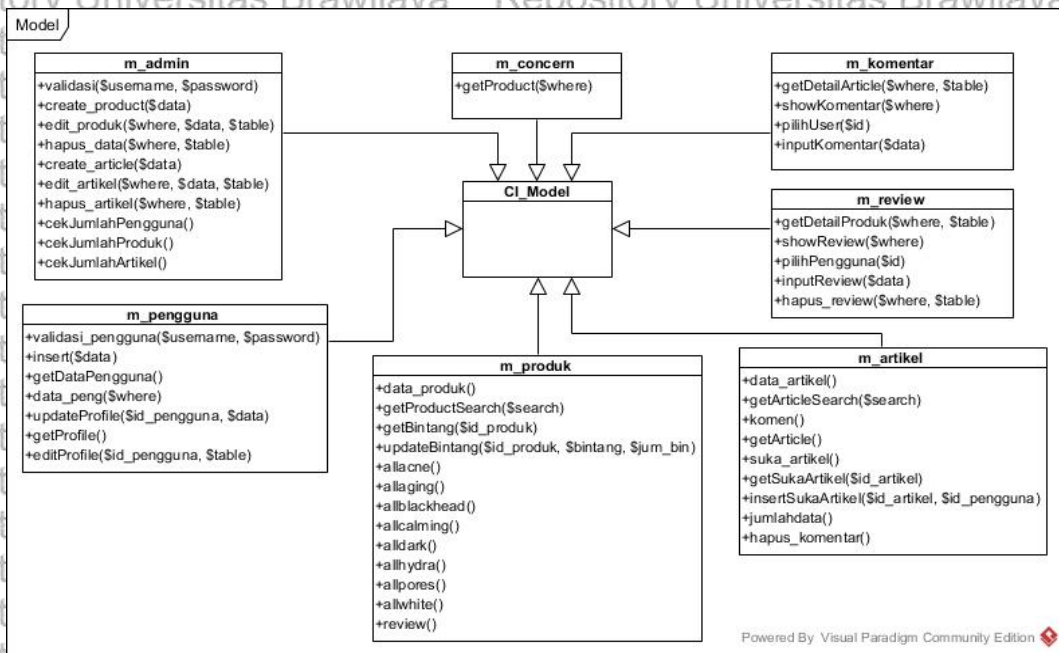 Repository Universitas Brawijaya
Model
m_admin
+validasi($username, $password)
+create_product($data)
+edit_produk($where, $data, $table)
+hapus_data($where, $table)
+create_article($data)
+edit_artikel($where, $data, $table)
+hapus_artikel($where, $table)
+cekJumlahPengguna()
+cekJumlahProduk()
+cekJumlahArtikel()
m_concern
+getProduct($where)
m_komentar
+getDetailArticle($where, $table)
+showKomentar($where)
+pilihUser($id)
+inputKomentar($data)
CI_Model
m_review
+getDetailProduk($where, $table)
+showReview($where)
+pilihPengguna($id)
+inputReview($data)
+hapus_review($where, $table)
m_pengguna
+validasi_pengguna($username, $password)
+insert($data)
+getDataPengguna()
+data_peng($where)
+updateProfile($id_pengguna, $data)
+getProfile()
+editProfile($id_pengguna, $table)
m_produk
+data_produk()
+getProductSearch($search)
+getBintang($id_produk)
+updateBintang($id_produk, $bintang, $jum_bin)
+allacne()
+allaging()
+allblackhead()
+allcalming()
+alldark()
+allhydra()
+allpores()
+allwhite()
+review()
m_artikel
+data_artikel()
+getArticleSearch($search)
+komen()
+getArticle()
+suka_artikel()
+getSukaArtikel($id_artikel)
+insertSukaArtikel($id_artikel, $id_pengguna)
+jumlahdata()
+hapus_komentar()
Powered By Visual Paradigm Community Edition